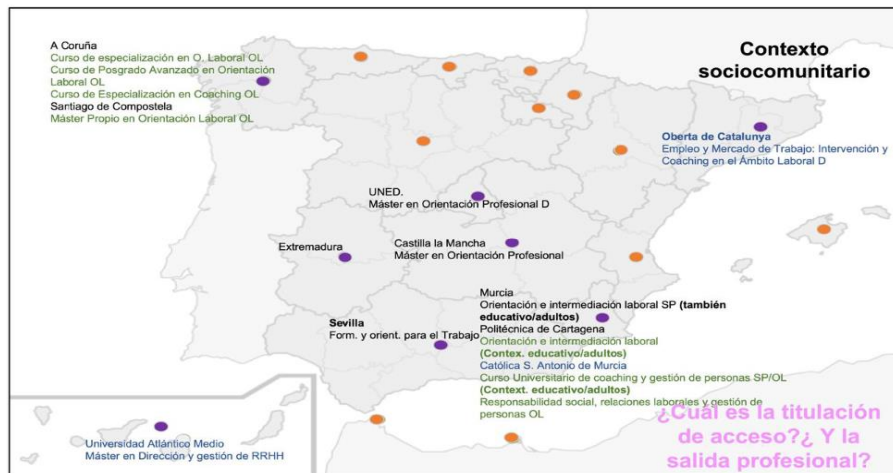 Contexto
sociocomunitario
A Coruña
Curso de especialización en O. Laboral OL
Curso de Posgrado Avanzado en Orientación
Laboral OL
Curso de Especialización en Coaching OL
Santiago de Compostela
Máster Propio en Orientación Laboral OL
Oberta de Catalunya
Empleo y Mercado de Trabajo: Intervención y
Coaching en el Ámbito Laboral D
UNED.
Máster en Orientación Profesional D
Extremadura
Castilla la Mancha
Máster en Orientación Profesional
Sevilla
Form. y orient. para el Trabajo
Murcia
Orientación e intermediación laboral SP (también
educativo/adultos)
Politécnica de Cartagena
Orientación e intermediación laboral
(Contex. educativo/adultos)
Católica S. Antonio de Murcia
Curso Universitario de coaching y gestión de personas SP/OL
(Context. educativo/adultos)
Responsabilidad social, relaciones laborales y gestión de
personas OL
Universidad Atlántico Medio
Máster en Dirección y gestión de RRHH
¿Cuál es la titulación
de acceso?¿ Y la
salida profesional?